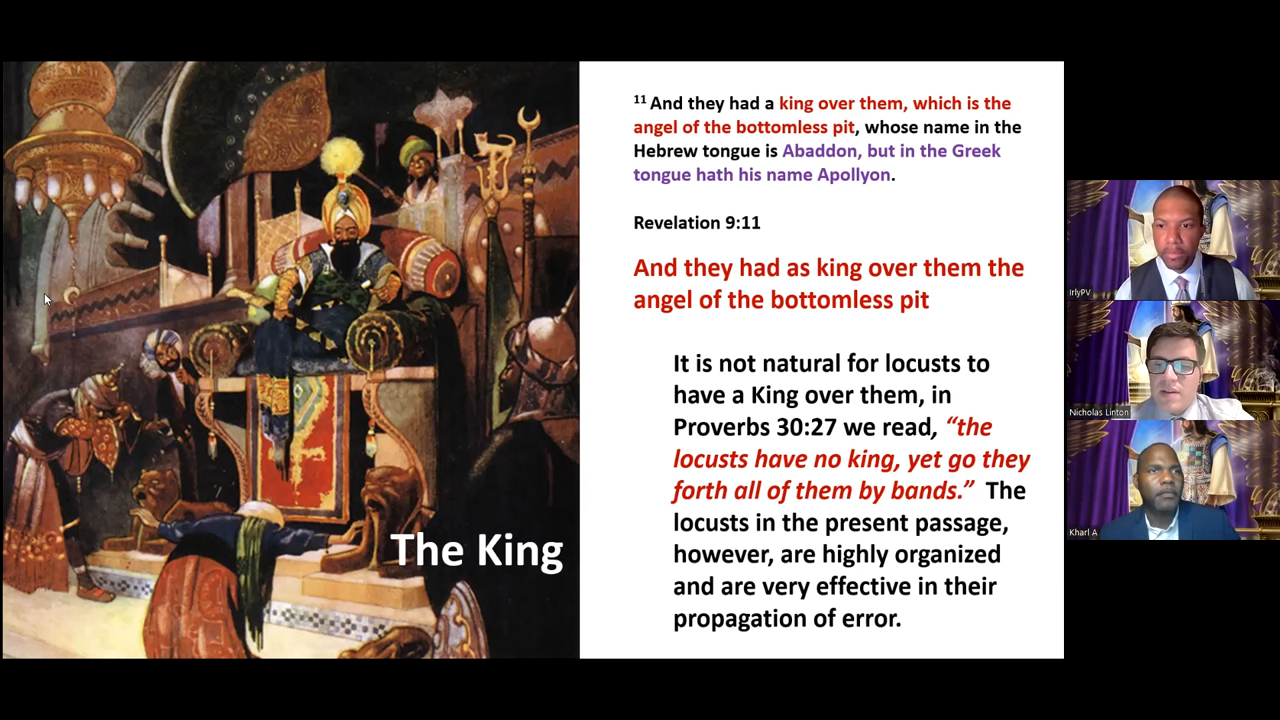 The King
11 And they had a king over them, which is the
angel of the bottomless pit, whose name in the
Hebrew tongue is Abaddon, but in the Greek
tongue hath his name Apollyon.
Revelation 9:11
And they had as king over them the
angel of the bottomless pit
It is not natural for locusts to
have a King over them, in
Proverbs 30:27 we read, “the
locusts have no king, yet go they
forth all of them by bands.” The
locusts in the present passage,
however, are highly organized
and are very effective in their
propagation of error.
IrlyPV
Nicholas Linton
Kharl A